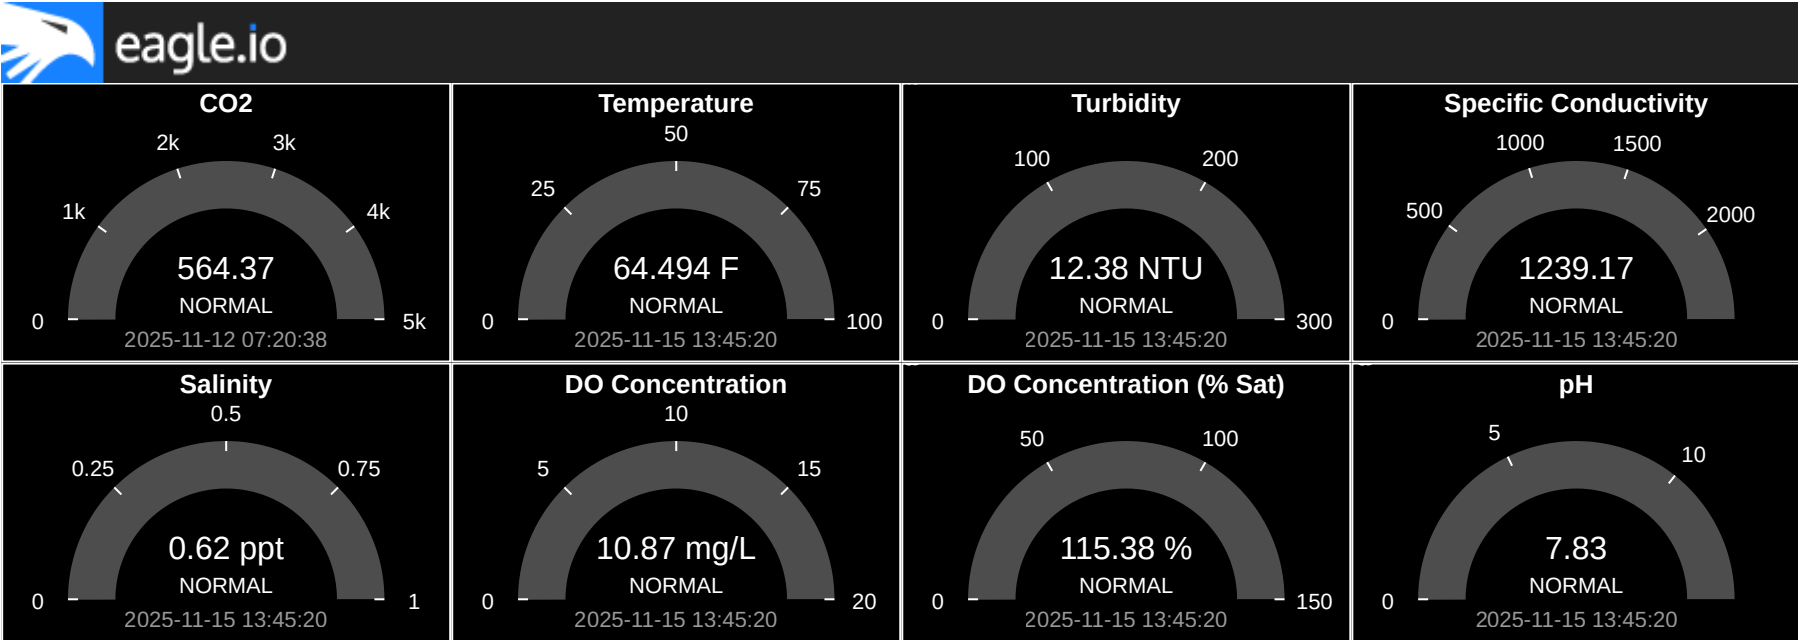 eagle.io
CO2
2k
3k
1k
4k
564.37
NORMAL
0
5k
2025-11-12 07:20:38
Temperature
50
25
75
64.494 F
NORMAL
0
100
2025-11-15 13:45:20
Turbidity
100
200
12.38 NTU
NORMAL
0
300
2025-11-15 13:45:20
Specific Conductivity
1000
1500
500
2000
1239.17
NORMAL
0
2025-11-15 13:45:20
Salinity
0.5
0.25
0.75
0.62 ppt
NORMAL
0
1
2025-11-15 13:45:20
DO Concentration
10
5
15
10.87 mg/L
NORMAL
0
20
2025-11-15 13:45:20
DO Concentration (% Sat)
50
100
115.38 %
NORMAL
0
150
2025-11-15 13:45:20
pH
5
10
7.83
NORMAL
0
2025-11-15 13:45:20